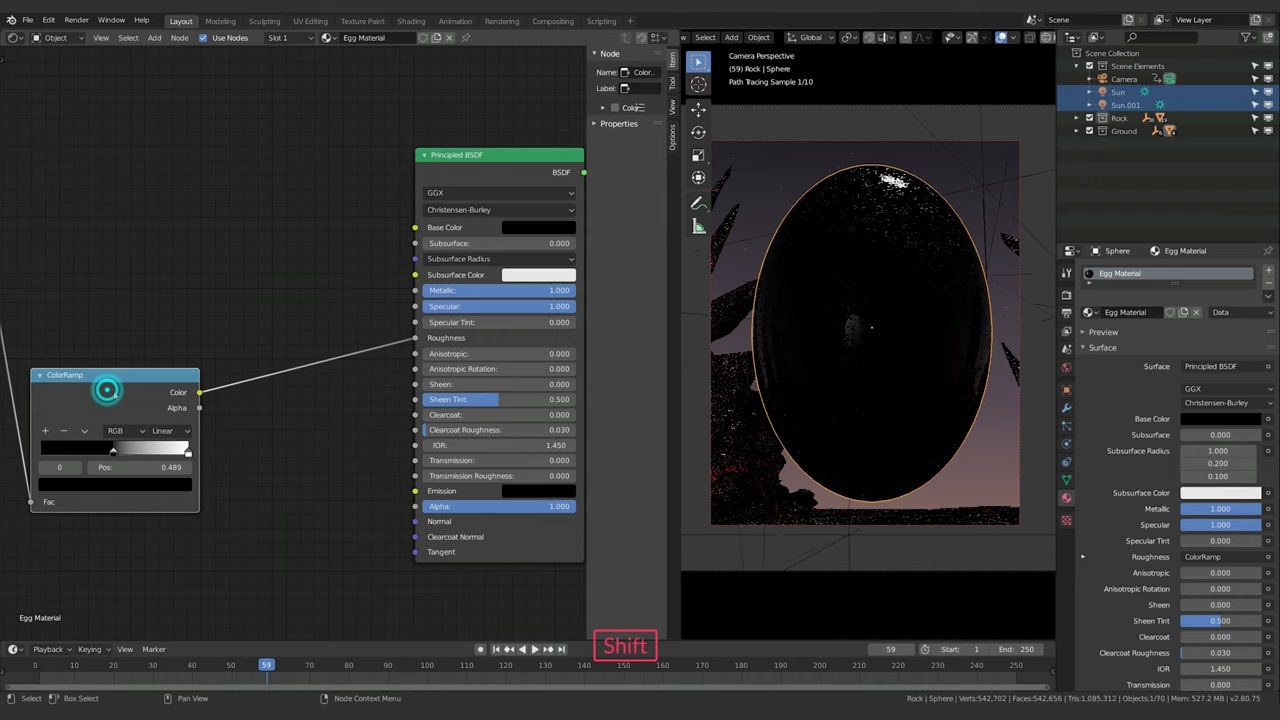 File Edit Render Window Help Layout Sculpting UV Editing Texture Paint Shading Animation Rendering Compositing Scripting + Scene View Layer
Object View Select Add Node Use Nodes Slot 1 Egg Material
Select Add Object Global
Node
Name: Color..
Label:
Color
Properties
Item
Tool
View
Options
Principled BSDF
BSDF
GGX
Christensen-Burley
Base Color
Subsurface: 0.000
Subsurface Radius
Subsurface Color
Metallic: 1.000
Specular: 1.000
Specular Tint: 0.000
Roughness
Anisotropic: 0.000
Anisotropic Rotation: 0.000
Sheen: 0.000
Sheen Tint: 0.500
Clearcoat: 0.000
Clearcoat Roughness: 0.030
IOR: 1.450
Transmission: 0.000
Transmission Roughness: 0.000
Emission
Alpha: 1.000
Normal
Clearcoat Normal
Tangent
ColorRamp
Color
Alpha
RGB Linear
0 Pos: 0.489
Fac
Egg Material
Camera Perspective
(59) Rock | Sphere
Path Tracing Sample 1/10
Scene Collection
Scene Elements
Camera
Sun
Sun.001
Rock
Ground
Sphere Egg Material
Egg Material
Egg Material Data
Preview
Surface
Surface Principled BSDF
GGX
Christensen-Burley
Base Color
Subsurface 0.000
Subsurface Radius 1.000
0.200
0.100
Subsurface Color
Metallic 1.000
Specular 1.000
Specular Tint 0.000
Roughness ColorRamp
Anisotropic 0.000
Anisotropic Rotation 0.000
Sheen 0.000
Sheen Tint 0.500
Clearcoat 0.000
Clearcoat Roughness 0.030
IOR 1.450
Transmission 0.000
Shift
Playback Keying View Marker 59 Start: 1 End: 250
0 10 20 30 40 50 59 70 80 90 100 110 120 130 140 150 160 170 180 190 200 210 220 230 240 250
Select Box Select Pan View Node Context Menu Rock | Sphere | Verts:542,702 | Faces:542,656 | Tris:1,085,312 | Objects:1/70 | Mem: 527.2 MB | v2.80.75